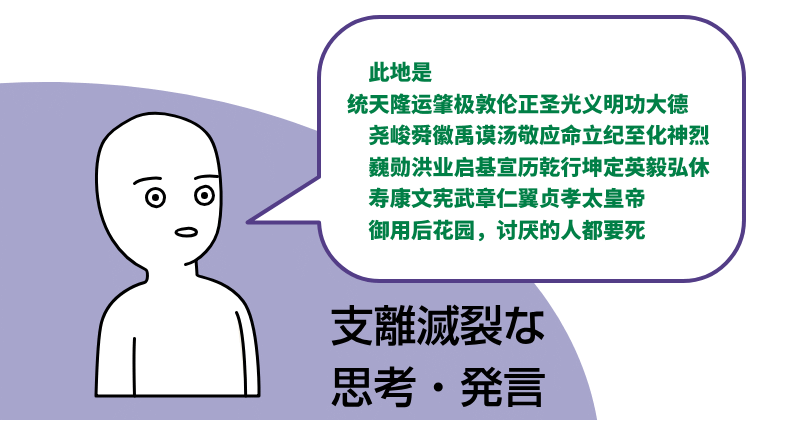 此地是
统天隆运肇极敦伦正圣光义明功大德
尧峻舜徽禹谟汤敬应命立纪至化神烈
巍勋洪业启基宣历乾行坤定英毅弘休
寿康文宪武章仁翼贞孝太皇帝
御用后花园，讨厌的人都要死
支離滅裂な
思考・発言